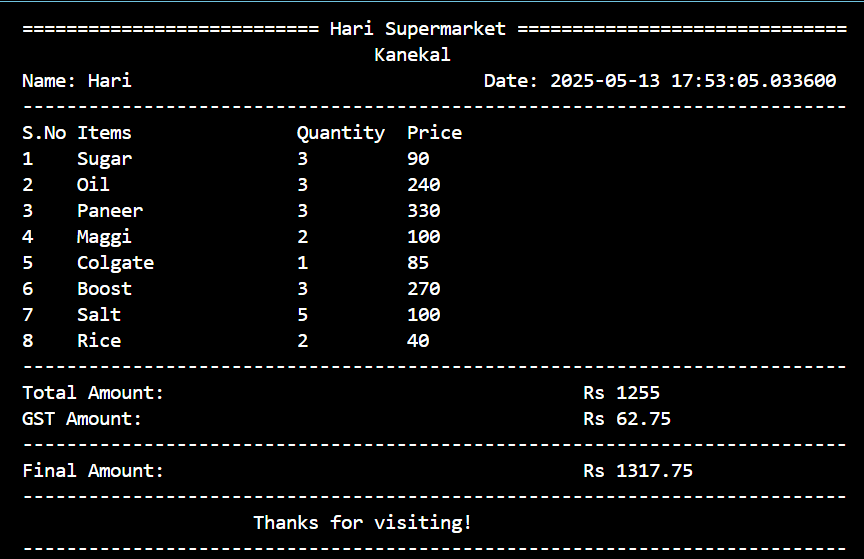 =========================== Hari Supermarket ==============================
Kanekal
Name: Hari Date: 2025-05-13 17:53:05.033600
---------------------------------------------------------------------------
S.No Items Quantity Price
1 Sugar 3 90
2 Oil 3 240
3 Paneer 3 330
4 Maggi 2 100
5 Colgate 1 85
6 Boost 3 270
7 Salt 5 100
8 Rice 2 40
---------------------------------------------------------------------------
Total Amount: Rs 1255
GST Amount: Rs 62.75
---------------------------------------------------------------------------
Final Amount: Rs 1317.75
---------------------------------------------------------------------------
Thanks for visiting!
---------------------------------------------------------------------------